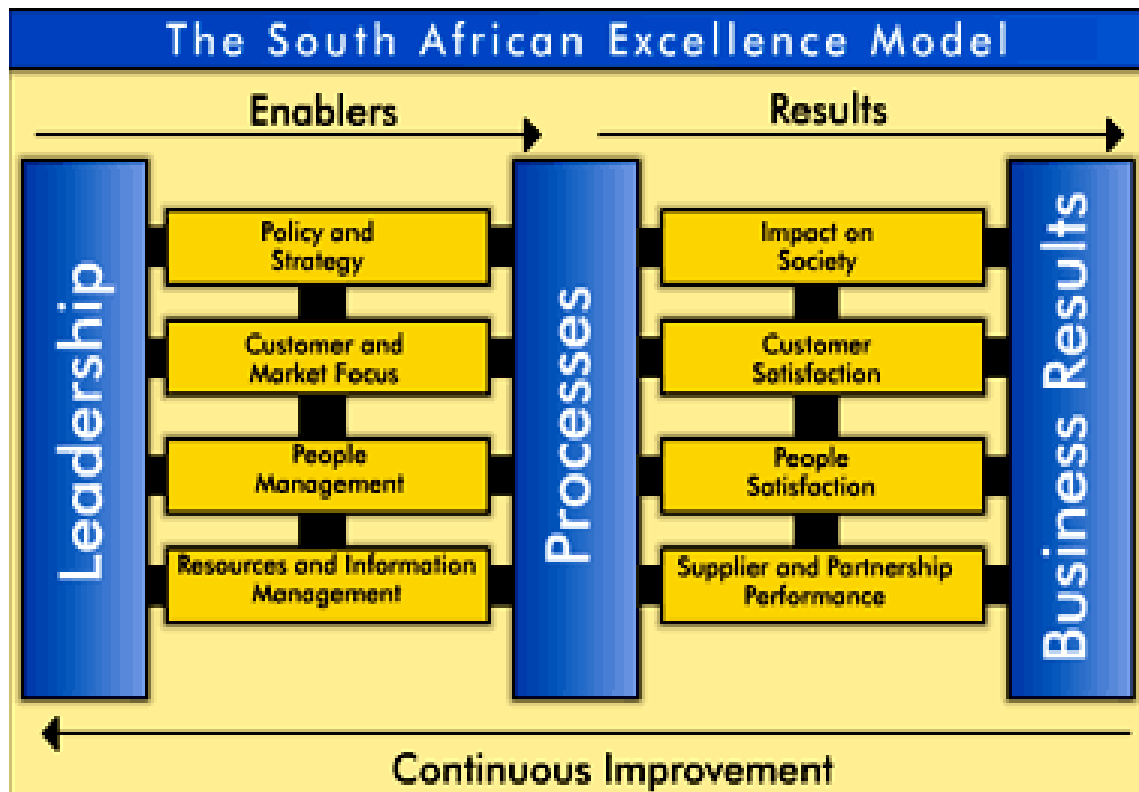 The South African Excellence Model
Enablers
Results
Leadership
Policy and
Strategy
Customer and
Market Focus
People
Management
Resources and Information
Management
Processes
Impact on
Society
Customer
Satisfaction
People
Satisfaction
Supplier and Partnership
Performance
Business Results
Continuous Improvement